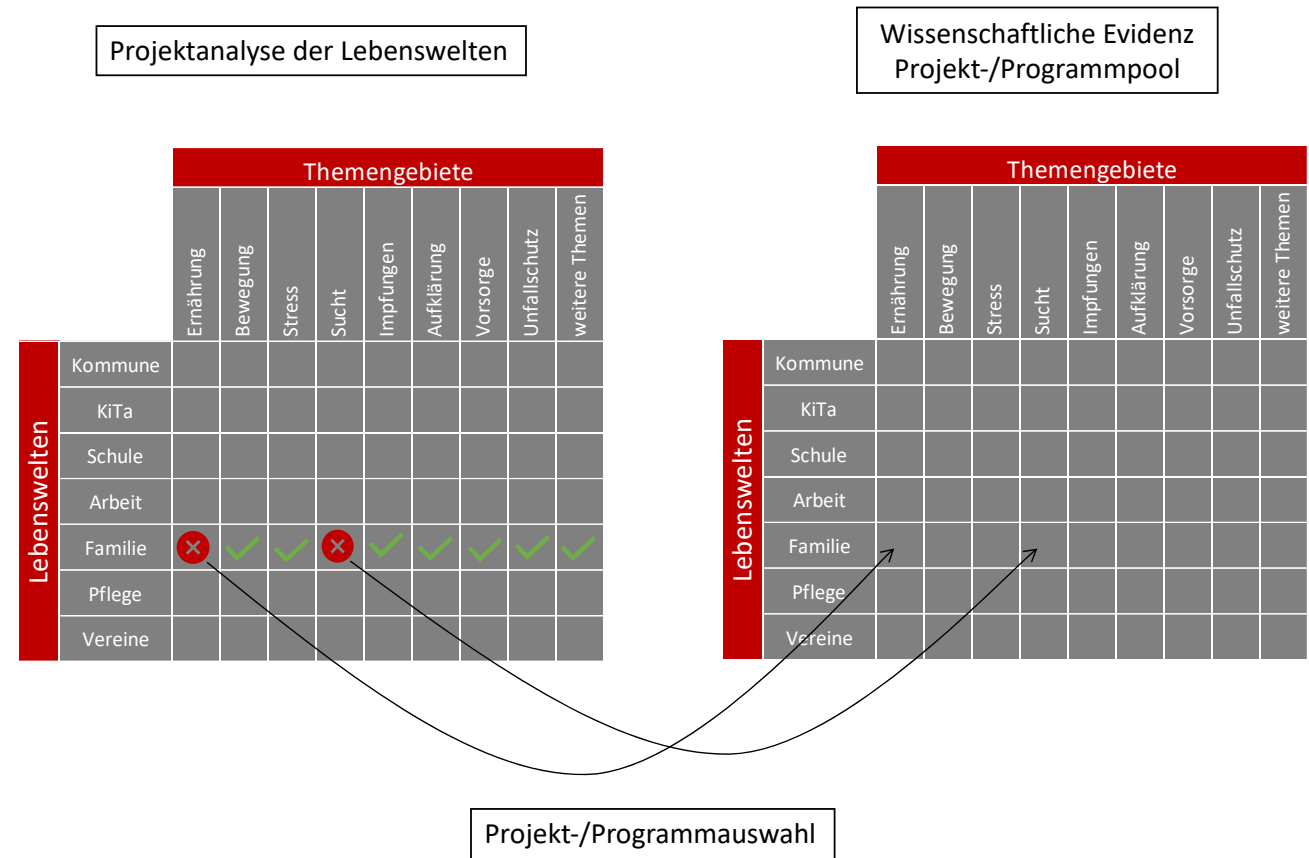 Projektanalyse der Lebenswelten
Wissenschaftliche Evidenz
Projekt-/Programmpool
Themengebiete
Ernährung
Bewegung
Stress
Sucht
Impfungen
Aufklärung
Vorsorge
Unfallschutz
weitere Themen
Lebenswelten
Kommune
KiTa
Schule
Arbeit
Familie
Pflege
Vereine
Themengebiete
Ernährung
Bewegung
Stress
Sucht
Impfungen
Aufklärung
Vorsorge
Unfallschutz
weitere Themen
Lebenswelten
Kommune
KiTa
Schule
Arbeit
Familie
Pflege
Vereine
Projekt-/Programmauswahl